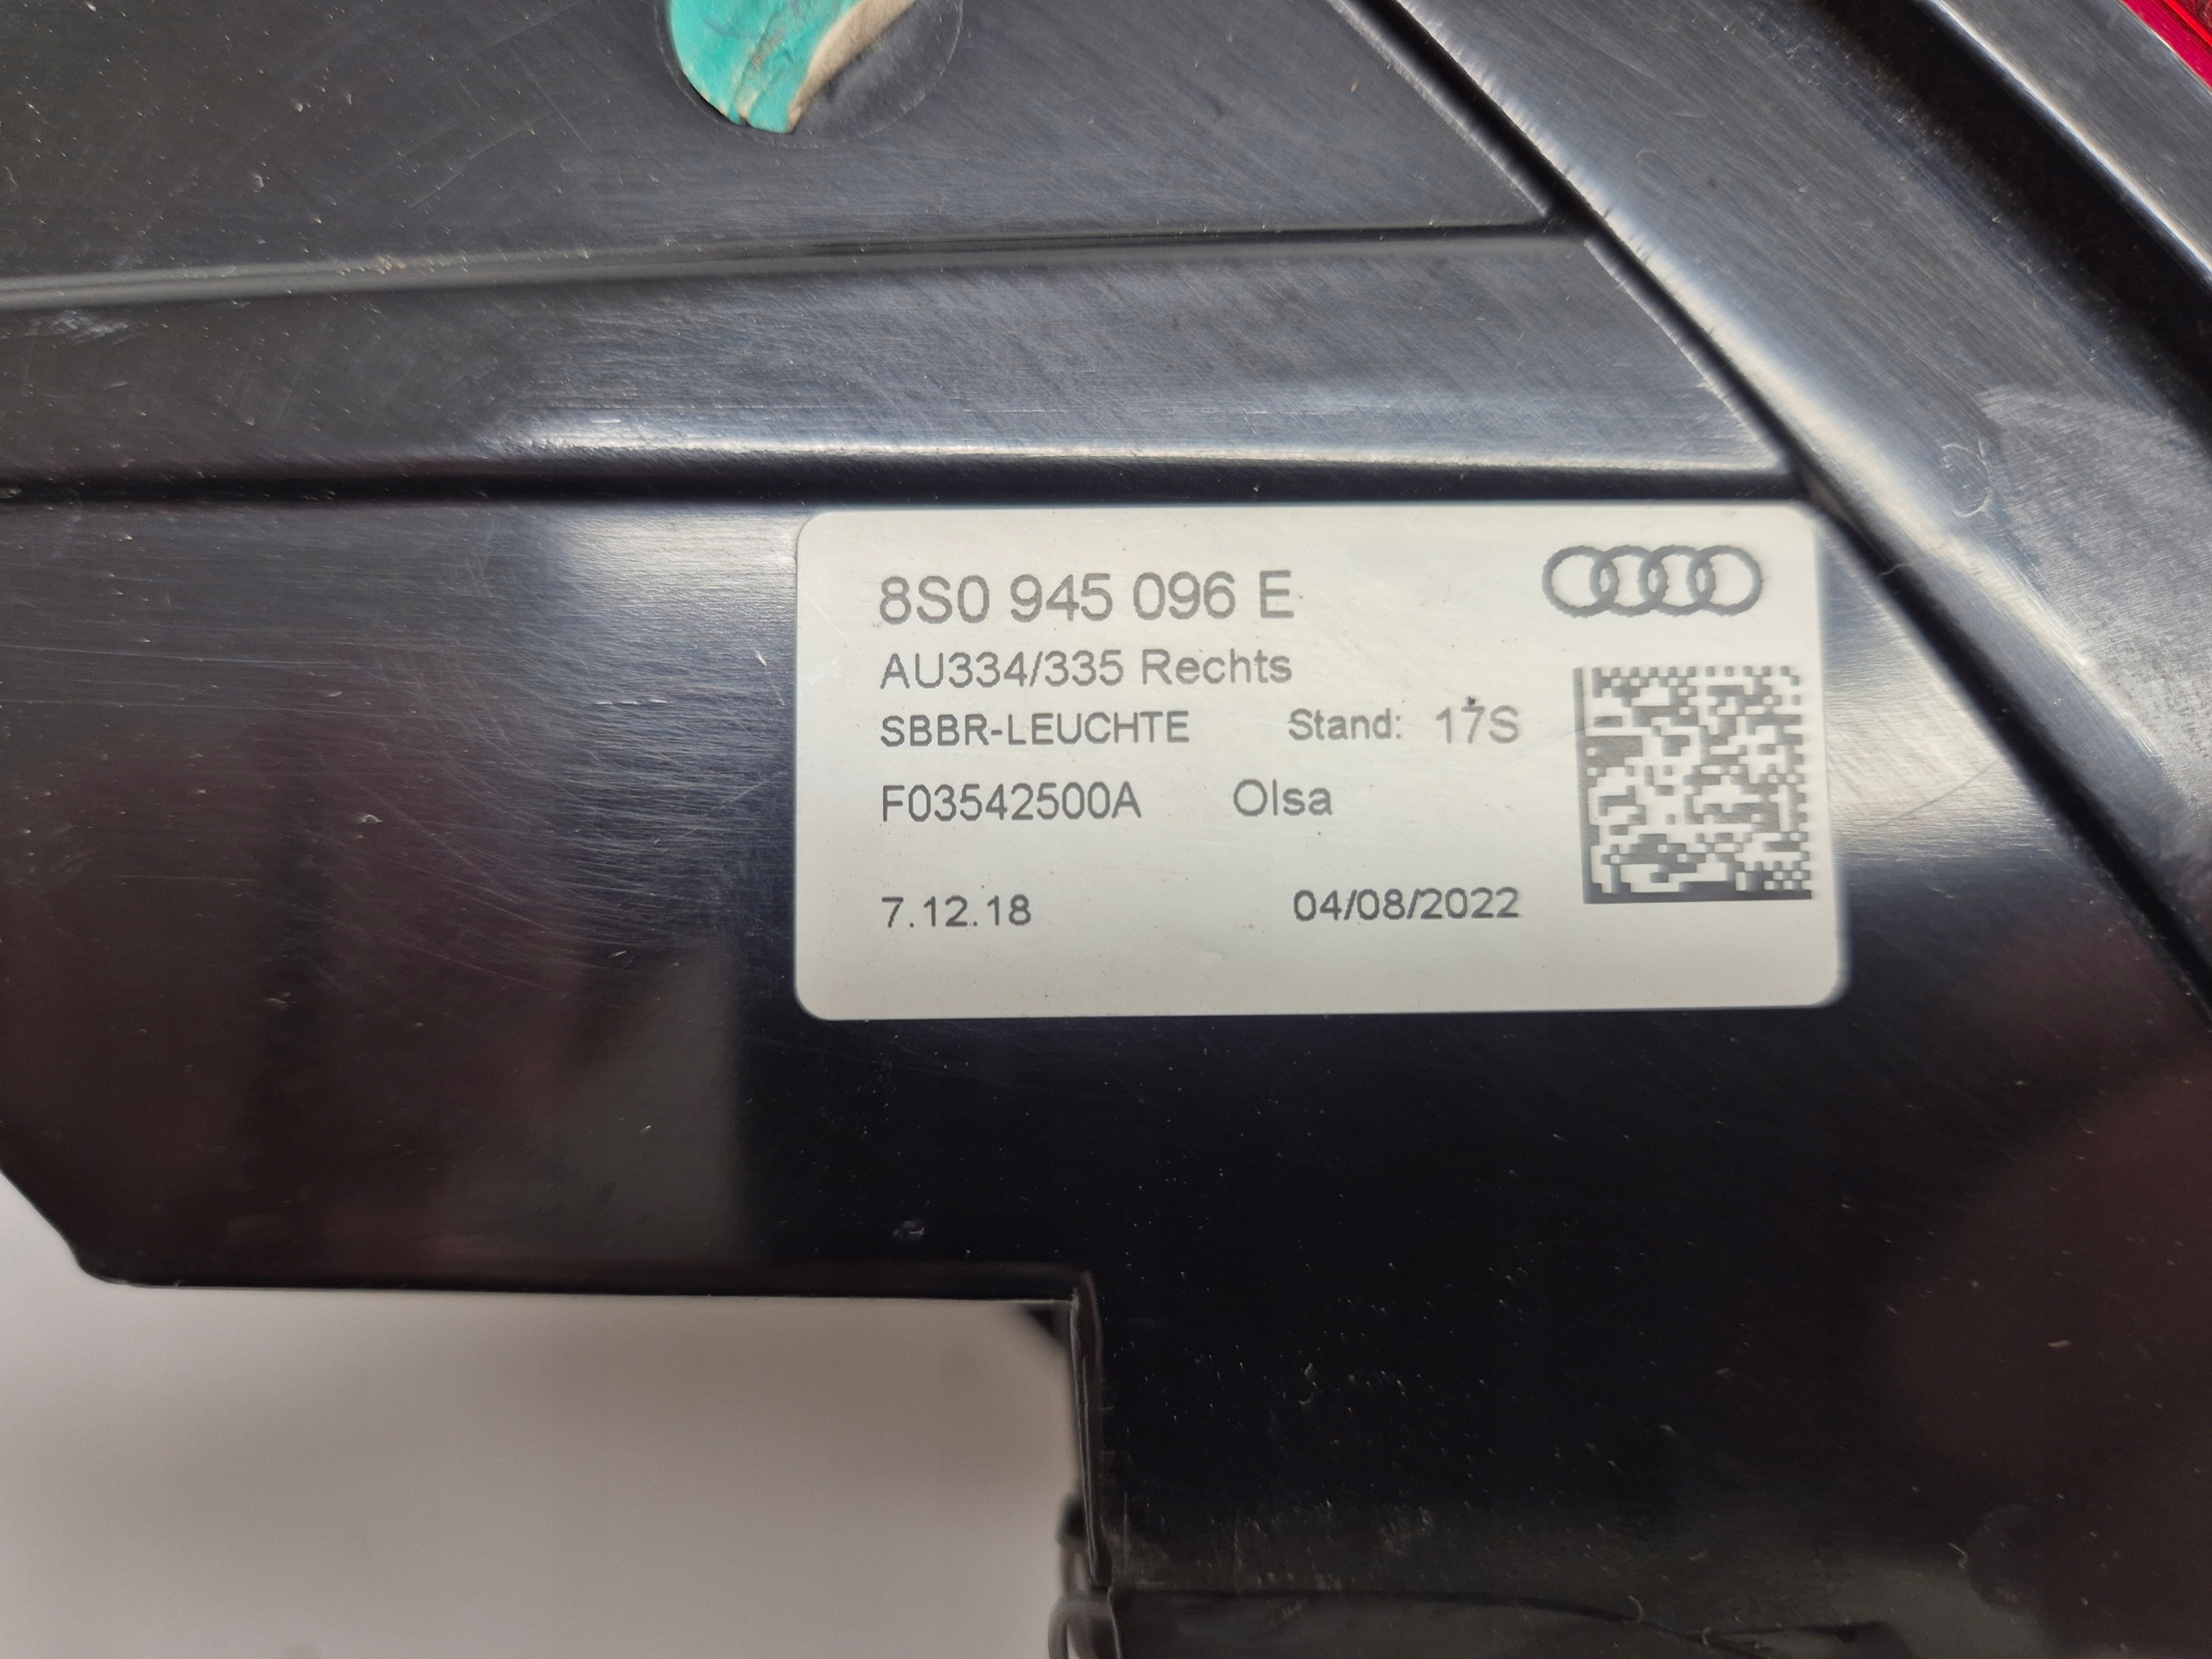 8S0 945 096 E
AU334/335 Rechts
SBBR-LEUCHTE Stand: 17S
F03542500A Olsa
7.12.18 04/08/2022